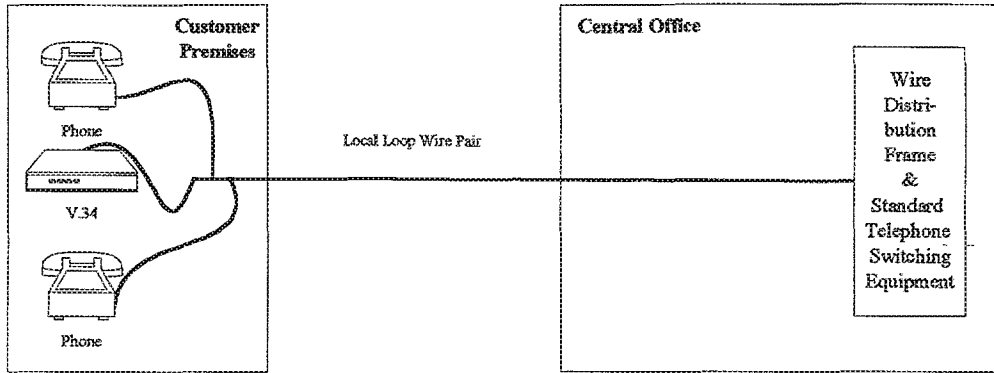 Customer
Premises
Phone
V.34
Phone
Local Loop Wire Pair
Central Office
Wire
Distri-
bution
Frame
&
Standard
Telephone
Switching
Equipment